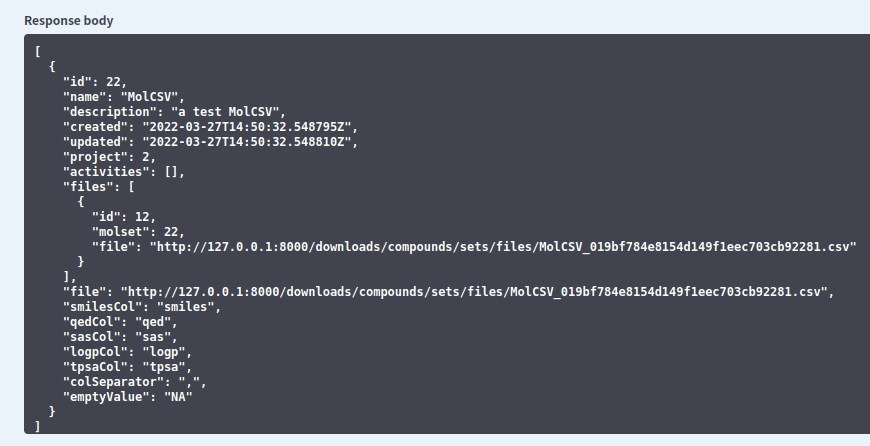 Response body
[
  {
    "id": 22,
    "name": "MolCSV",
    "description": "a test MolCSV",
    "created": "2022-03-27T14:50:32.548795Z",
    "updated": "2022-03-27T14:50:32.548810Z",
    "project": 2,
    "activities": [],
    "files": [
      {
        "id": 12,
        "molset": 22,
        "file": "http://127.0.0.1:8000/downloads/compounds/sets/files/MolCSV_019bf784e8154d149f1eec703cb92281.csv"
      }
    ],
    "file": "http://127.0.0.1:8000/downloads/compounds/sets/files/MolCSV_019bf784e8154d149f1eec703cb92281.csv",
    "smilesCol": "smiles",
    "qedCol": "qed",
    "sasCol": "sas",
    "logpCol": "logp",
    "tpsaCol": "tpsa",
    "colSeparator": ",",
    "emptyValue": "NA"
  }
]